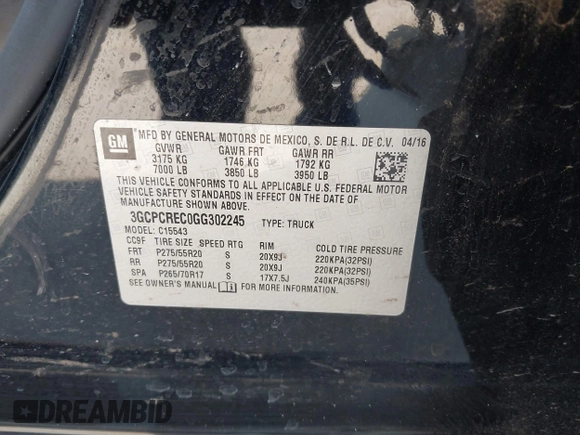 GM
MFD BY GENERAL MOTORS DE MEXICO, S. DE R.L. DE C.V. 04/16
GVWR GAWR FRT GAWR RR
3175 KG 1746 KG 1792 KG
7000 LB 3850 LB 3950 LB
THIS VEHICLE CONFORMS TO ALL APPLICABLE U.S. FEDERAL MOTOR
VEHICLE SAFETY STANDARDS IN EFFECT ON THE DATE OF
MANUFACTURE SHOWN ABOVE.
3GCPCREC0GG302245 TYPE: TRUCK
MODEL: C15543
CC9F TIRE SIZE SPEED RTG RIM COLD TIRE PRESSURE
FRT P275/55R20 S 20X9J 220KPA(32PSI)
RR P275/55R20 S 20X9J 220KPA(32PSI)
SPA P265/70R17 S 17X7.5J 240KPA(35PSI)
SEE OWNER'S MANUAL FOR MORE INFORMATION.
DREAMBID